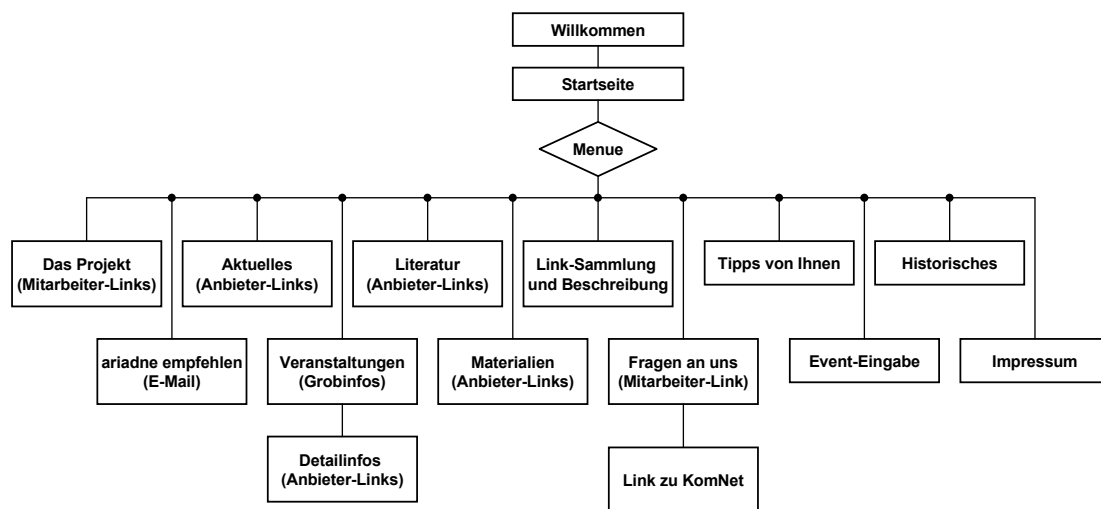 Willkommen
Startseite
Menue
Das Projekt
(Mitarbeiter-Links)
Aktuelles
(Anbieter-Links)
Literatur
(Anbieter-Links)
Link-Sammlung
und Beschreibung
Tipps von Ihnen
Historisches
ariadne empfehlen
(E-Mail)
Veranstaltungen
(Grobinfos)
Materialien
(Anbieter-Links)
Fragen an uns
(Mitarbeiter-Link)
Event-Eingabe
Impressum
Detailinfos
(Anbieter-Links)
Link zu KomNet